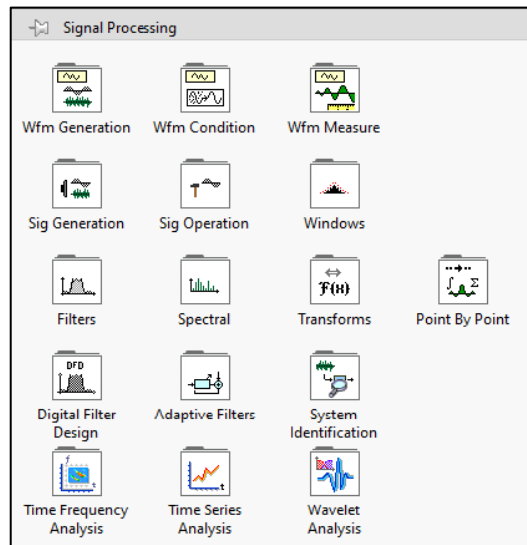 Signal Processing
Wfm Generation Wfm Condition Wfm Measure
Sig Generation Sig Operation Windows
F(x)
Filters Spectral Transforms Point By Point
DFD
Digital Filter Design Adaptive Filters System Identification
f
t t
Time Frequency Analysis Time Series Analysis Wavelet Analysis